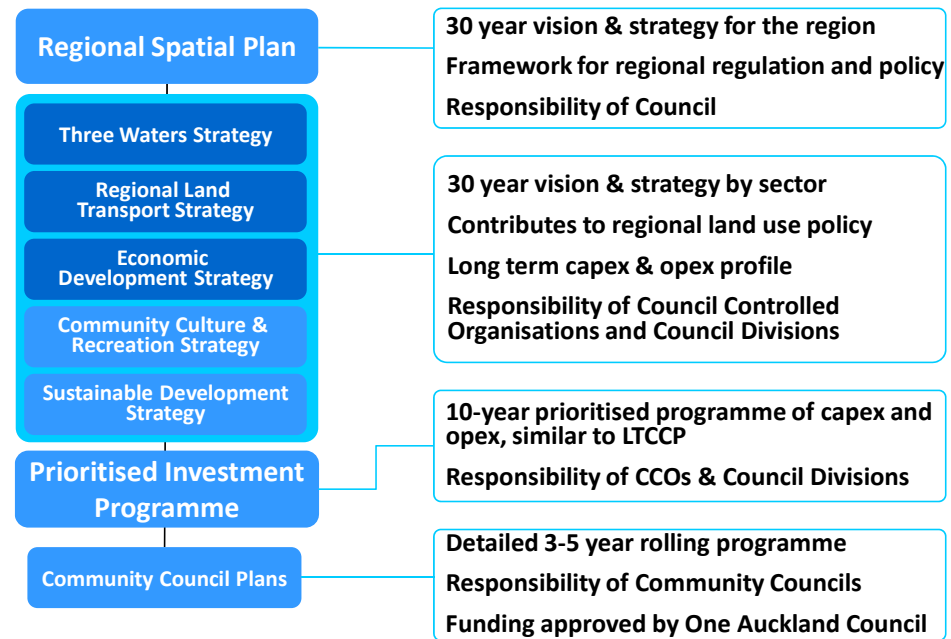 Regional Spatial Plan
30 year vision & strategy for the region
Framework for regional regulation and policy
Responsibility of Council
Three Waters Strategy
Regional Land
Transport Strategy
Economic
Development Strategy
Community Culture &
Recreation Strategy
Sustainable Development
Strategy
30 year vision & strategy by sector
Contributes to regional land use policy
Long term capex & opex profile
Responsibility of Council Controlled
Organisations and Council Divisions
Prioritised Investment
Programme
10-year prioritised programme of capex and
opex, similar to LTCCP
Responsibility of CCOs & Council Divisions
Community Council Plans
Detailed 3-5 year rolling programme
Responsibility of Community Councils
Funding approved by One Auckland Council